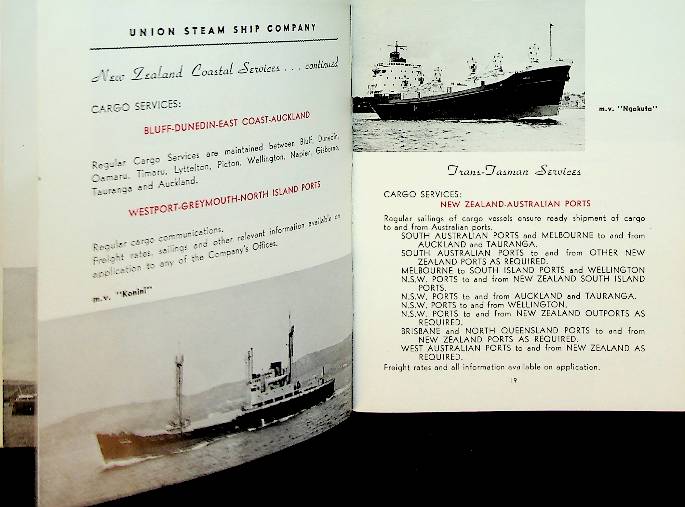 UNION STEAM SHIP COMPANY
New Zealand Coastal Services . . . continued
CARGO SERVICES:
BLUFF-DUNEDIN-EAST COAST-AUCKLAND
Regular Cargo Services are maintained between Bluff, Dunedin,
Oamaru, Timaru, Lyttelton, Picton, Wellington, Napier, Gisborne,
Tauranga and Auckland.
WESTPORT-GREYMOUTH-NORTH ISLAND PORTS
Regular cargo communications.
Freight rates, sailings and other relevant information available on
application to any of the Company's Offices.
m.v. "Konini"
m.v. "Ngakuta"
Trans-Tasman Services
CARGO SERVICES:
NEW ZEALAND-AUSTRALIAN PORTS
Regular sailings of cargo vessels ensure ready shipment of cargo
to and from Australian ports.
SOUTH AUSTRALIAN PORTS and MELBOURNE to and from
AUCKLAND and TAURANGA.
SOUTH AUSTRALIAN PORTS to and from OTHER NEW
ZEALAND PORTS AS REQUIRED.
MELBOURNE to SOUTH ISLAND PORTS and WELLINGTON
N.S.W. PORTS to and from NEW ZEALAND SOUTH ISLAND
PORTS.
N.S.W. PORTS to and from AUCKLAND and TAURANGA.
N.S.W. PORTS to and from WELLINGTON.
N.S.W. PORTS to and from NEW ZEALAND OUTPORTS AS
REQUIRED.
BRISBANE and NORTH QUEENSLAND PORTS to and from
NEW ZEALAND PORTS AS REQUIRED.
WEST AUSTRALIAN PORTS to and from NEW ZEALAND AS
REQUIRED.
Freight rates and all information available on application.
19